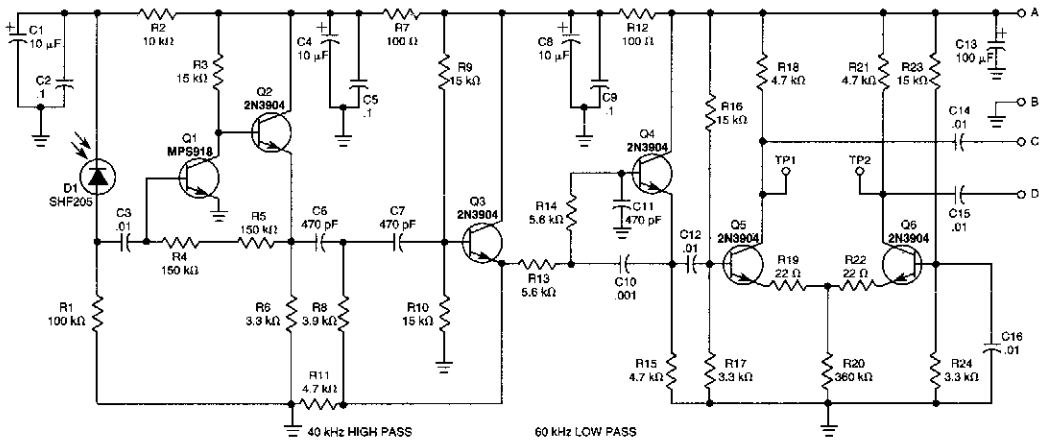 A
C1
10 µF
C2
.1
R2
10 kΩ
R3
15 kΩ
Q2
2N3904
C4
10 µF
C5
.1
R7
100 Ω
R9
15 kΩ
C8
10 µF
C9
.1
R12
100 Ω
R16
15 kΩ
R18
4.7 kΩ
R21
4.7 kΩ
R23
15 kΩ
C13
100 µF
B
C14
.01
C
Q1
MPS918
D1
SHF205
Q4
2N3904
TP1
TP2
C15
.01
D
C3
.01
R4
150 kΩ
R5
150 kΩ
C6
470 pF
C7
470 pF
Q3
2N3904
R14
5.6 kΩ
C11
470 pF
C12
.01
Q5
2N3904
R19
22 Ω
R22
22 Ω
Q6
2N3904
R13
5.6 kΩ
C10
.001
R1
100 kΩ
R6
3.3 kΩ
R8
3.9 kΩ
R10
15 kΩ
R11
4.7 kΩ
R15
4.7 kΩ
R17
3.3 kΩ
R20
360 kΩ
R24
3.3 kΩ
C16
.01
40 kHz HIGH PASS
60 kHz LOW PASS